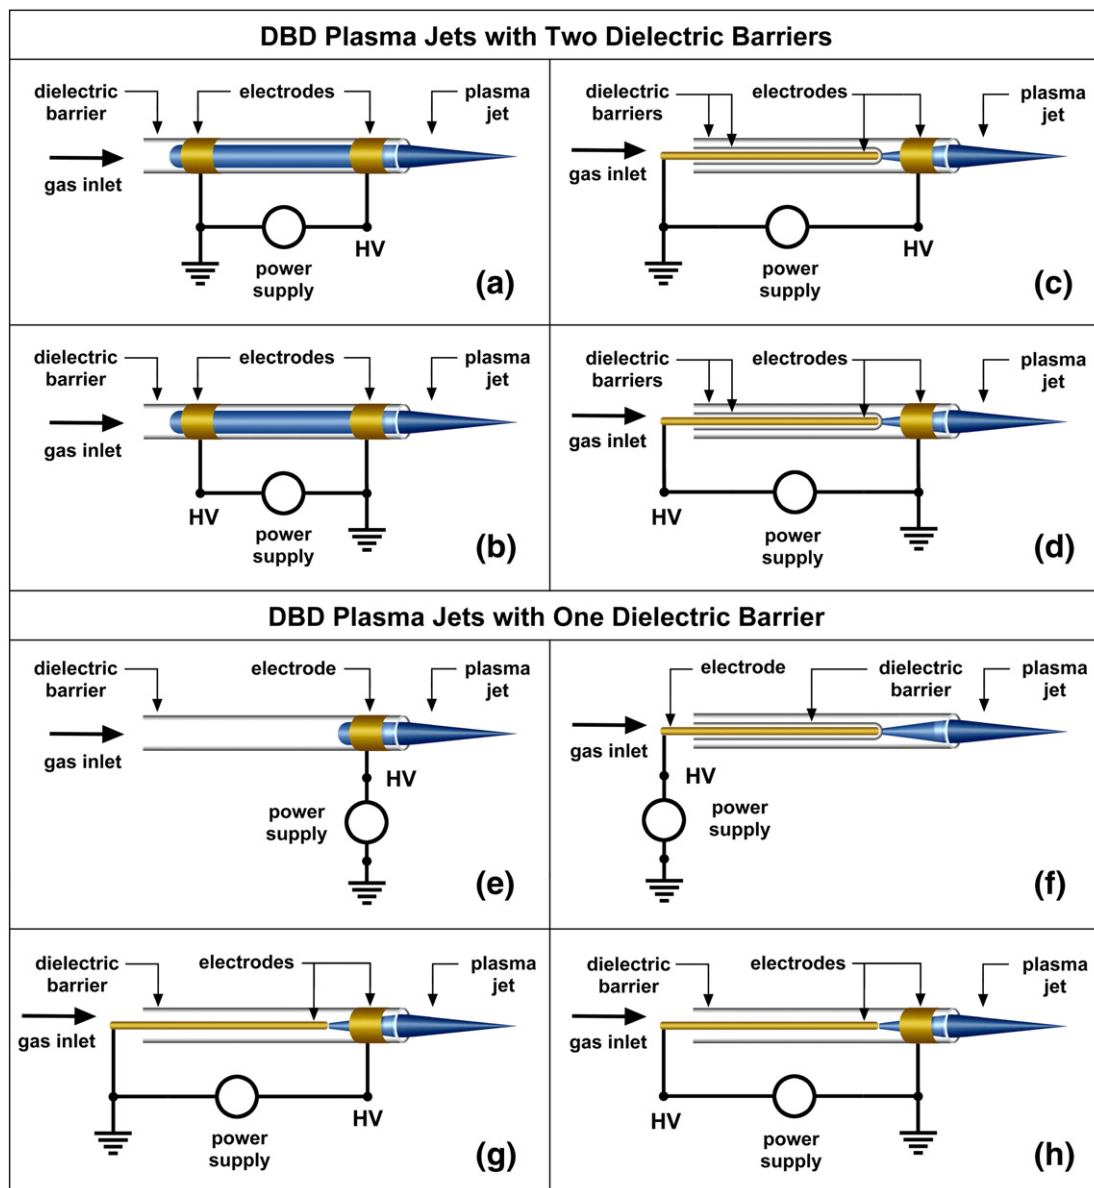 DBD Plasma Jets with Two Dielectric Barriers
dielectric
barrier
electrodes
plasma
jet
gas inlet
HV
power
supply
(a)
dielectric
barriers
electrodes
plasma
jet
gas inlet
HV
power
supply
(c)
dielectric
barrier
electrodes
plasma
jet
gas inlet
HV
power
supply
(b)
dielectric
barriers
electrodes
plasma
jet
gas inlet
HV
power
supply
(d)
DBD Plasma Jets with One Dielectric Barrier
dielectric
barrier
electrode
plasma
jet
gas inlet
HV
power
supply
(e)
electrode
dielectric
barrier
plasma
jet
gas inlet
HV
power
supply
(f)
dielectric
barrier
electrodes
plasma
jet
gas inlet
HV
power
supply
(g)
dielectric
barrier
electrodes
plasma
jet
gas inlet
HV
power
supply
(h)